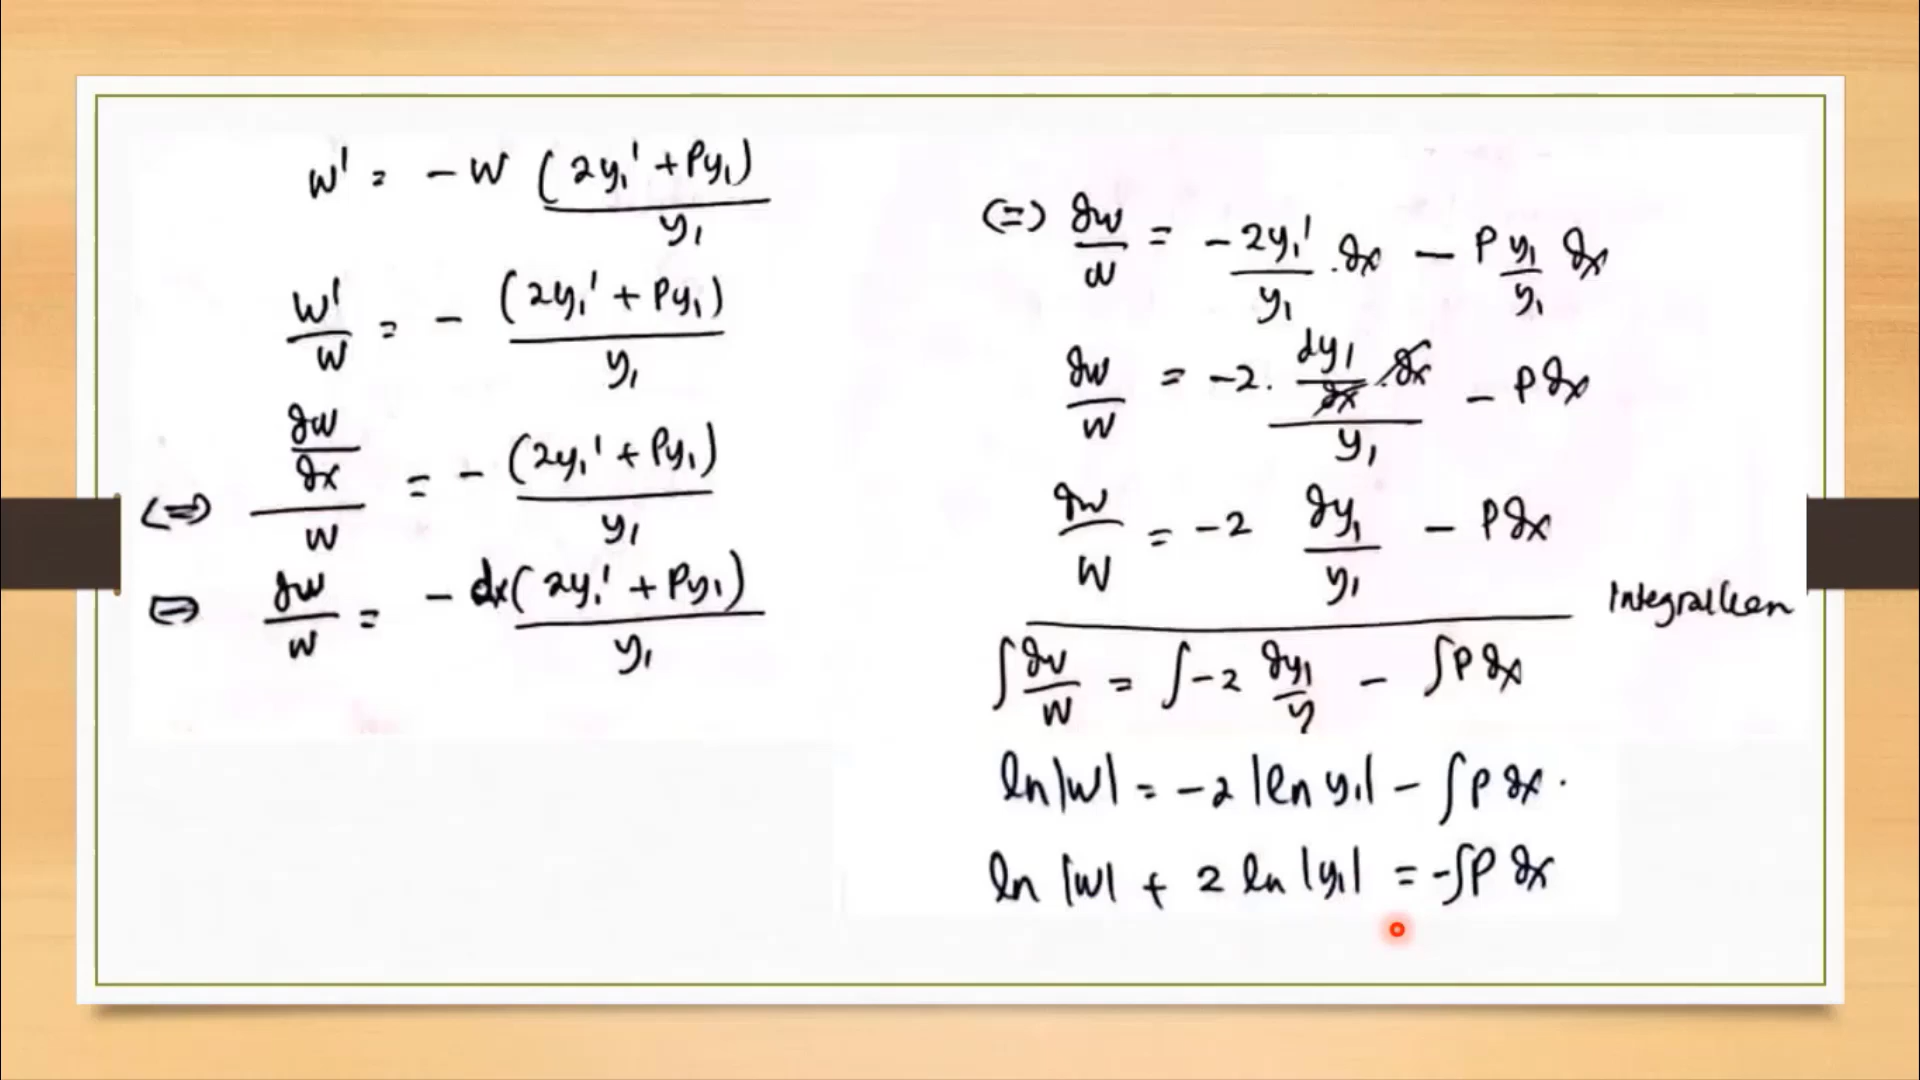 w' = - w (2y₁' + Py₁) / y₁
w' / w = - (2y₁' + Py₁) / y₁
(=) dw/dx / w = - (2y₁' + Py₁) / y₁
(=) dw / w = - dx (2y₁' + Py₁) / y₁
(=) dw / w = - 2y₁' / y₁ . dx - P y₁ / y₁ dx
dw / w = -2 . dy₁/dx . dx / y₁ - P dx
dw / w = -2 dy₁ / y₁ - P dx
Integralkan
∫ dw / w = ∫ -2 dy₁ / y - ∫ P dx
ln |w| = -2 |ln y₁| - ∫ P dx .
ln |w| + 2 ln |y₁| = -∫ P dx